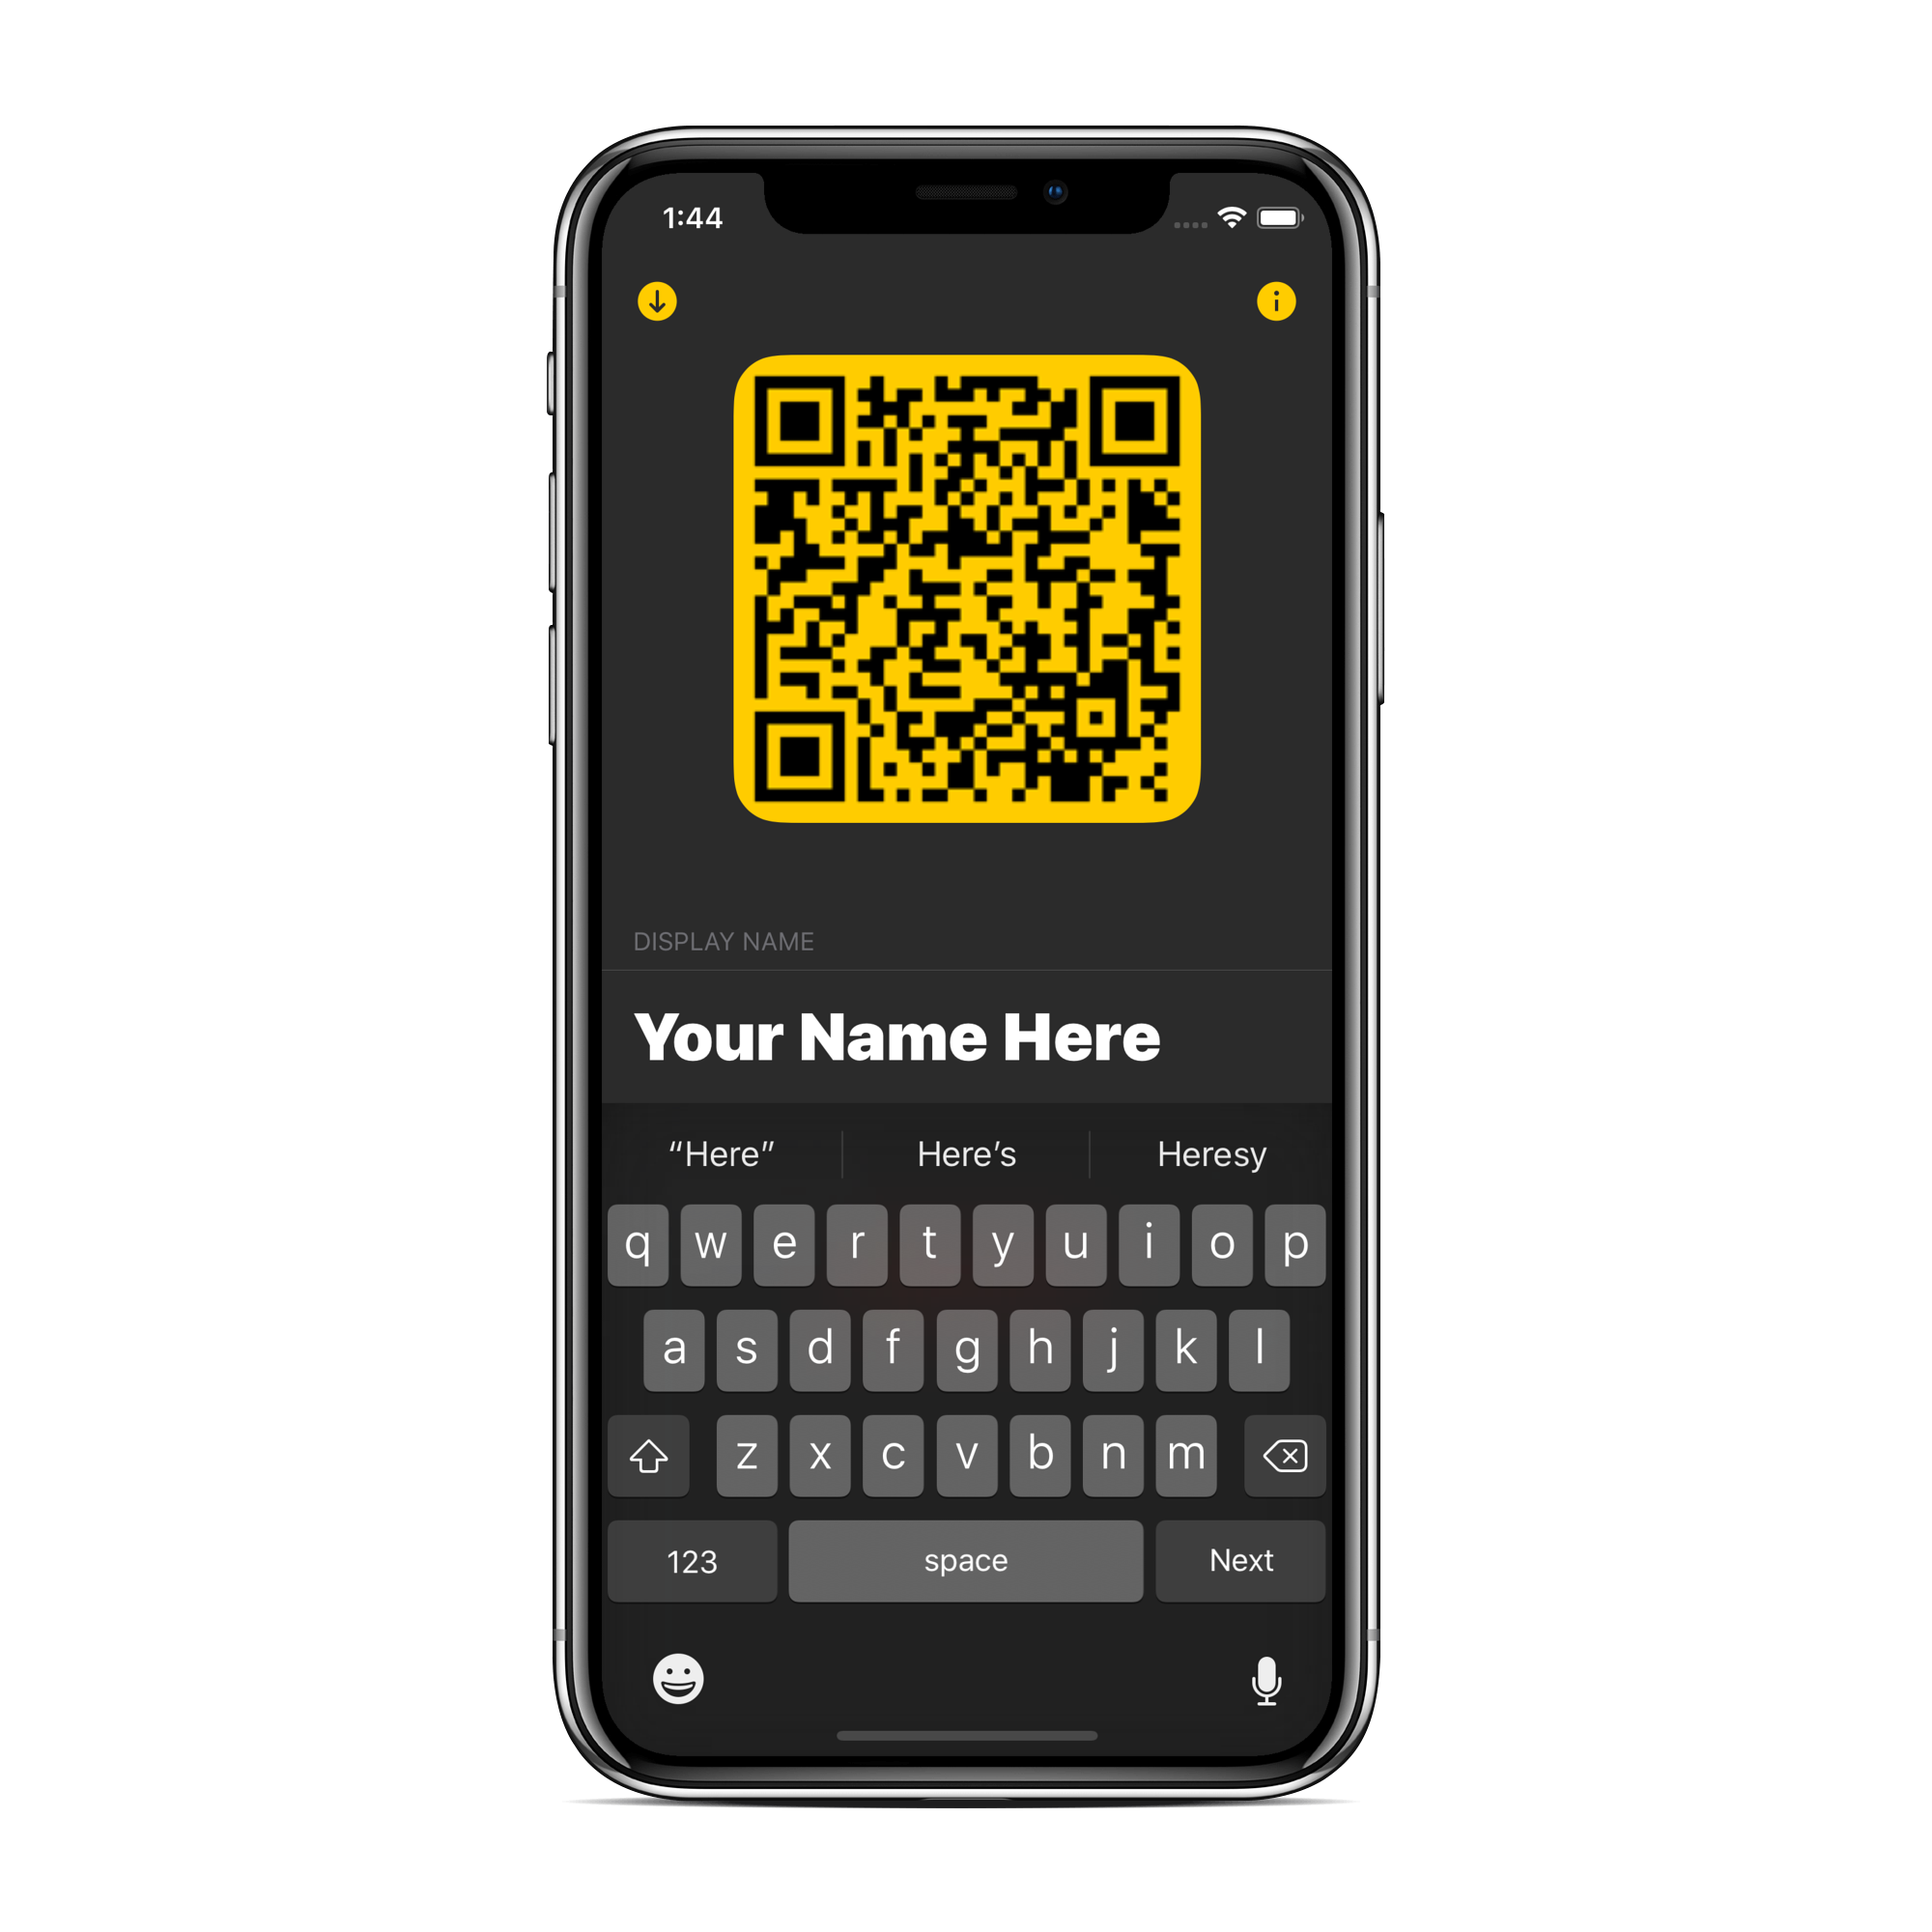 1:44
DISPLAY NAME
Your Name Here
“Here” Here’s Heresy
q w e r t y u i o p
a s d f g h j k l
z x c v b n m
123 space Next